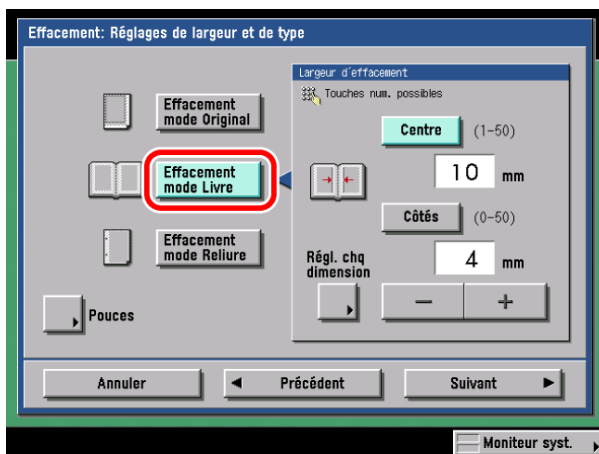 Effacement: Réglages de largeur et de type
Effacement
mode Original
Effacement
mode Livre
Effacement
mode Reliure
Pouces
Largeur d'effacement
Touches num. possibles
Centre (1-50)
10 mm
Côtés (0-50)
4 mm
Régl. chq
dimension
− +
Annuler
◄ Précédent
Suivant ►
Moniteur syst.